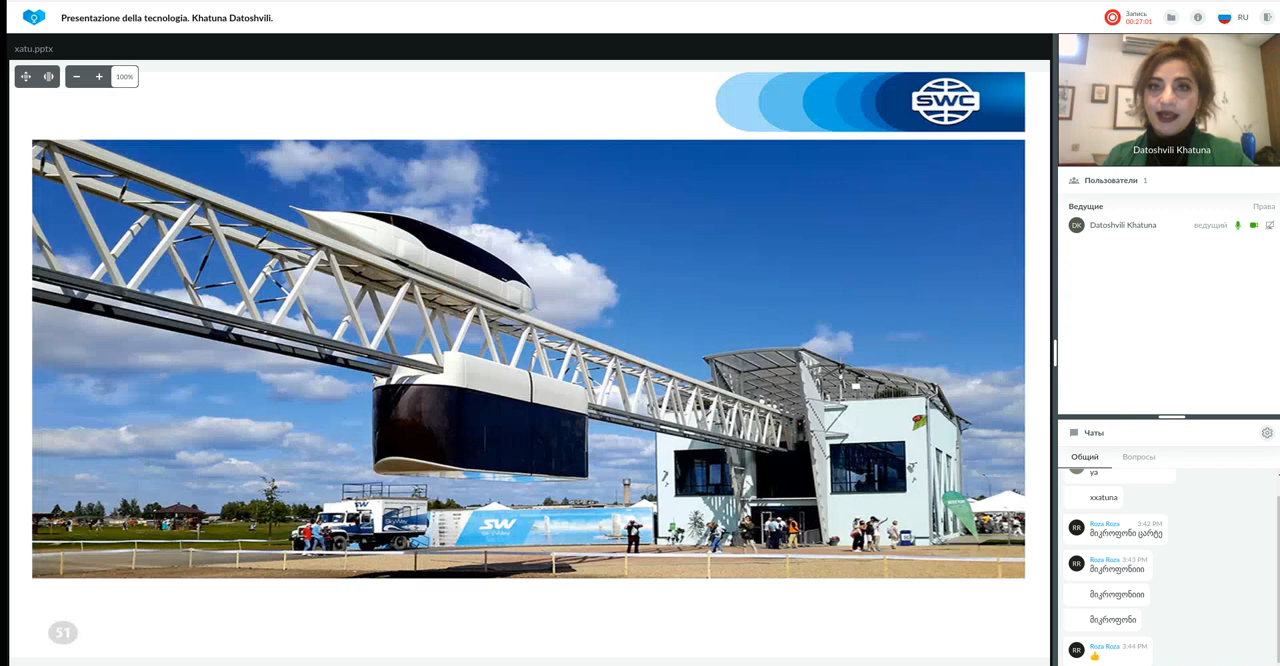 Presentazione della tecnologia. Khatuna Datoshvili.
Запись
00:27:01
RU
xatu.pptx
100%
SWC
Datoshvili Khatuna
Пользователи 1
Ведущие
Права
DK
Datoshvili Khatuna
ведущий
SkyWay
SW
51
Чаты
Общий
Вопросы
ya
xxatuna
RR
Roza Roza 3:42 PM
მიკროფონი ცარტე
RR
Roza Roza 3:43 PM
მიკროფონიიი
მიკროფონიიი
მიკროფონი
RR
Roza Roza 3:44 PM